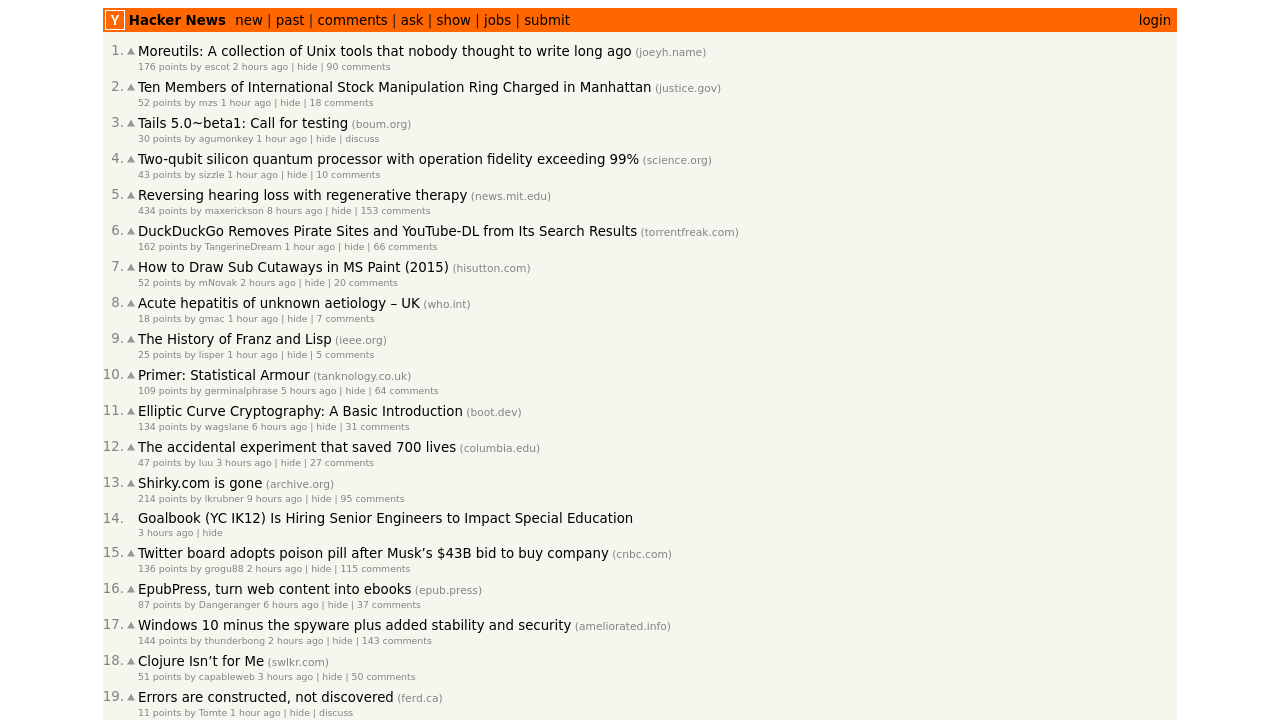 Y Hacker News new | past | comments | ask | show | jobs | submit login
1. Moreutils: A collection of Unix tools that nobody thought to write long ago (joeyh.name)
176 points by escot 2 hours ago | hide | 90 comments
2. Ten Members of International Stock Manipulation Ring Charged in Manhattan (justice.gov)
52 points by mzs 1 hour ago | hide | 18 comments
3. Tails 5.0~beta1: Call for testing (boum.org)
30 points by agumonkey 1 hour ago | hide | discuss
4. Two-qubit silicon quantum processor with operation fidelity exceeding 99% (science.org)
43 points by sizzle 1 hour ago | hide | 10 comments
5. Reversing hearing loss with regenerative therapy (news.mit.edu)
434 points by maxerickson 8 hours ago | hide | 153 comments
6. DuckDuckGo Removes Pirate Sites and YouTube-DL from Its Search Results (torrentfreak.com)
162 points by TangerineDream 1 hour ago | hide | 66 comments
7. How to Draw Sub Cutaways in MS Paint (2015) (hisutton.com)
52 points by mNovak 2 hours ago | hide | 20 comments
8. Acute hepatitis of unknown aetiology – UK (who.int)
18 points by gmac 1 hour ago | hide | 7 comments
9. The History of Franz and Lisp (ieee.org)
25 points by lisper 1 hour ago | hide | 5 comments
10. Primer: Statistical Armour (tanknology.co.uk)
109 points by germinalphrase 5 hours ago | hide | 64 comments
11. Elliptic Curve Cryptography: A Basic Introduction (boot.dev)
134 points by wagslane 6 hours ago | hide | 31 comments
12. The accidental experiment that saved 700 lives (columbia.edu)
47 points by luu 3 hours ago | hide | 27 comments
13. Shirky.com is gone (archive.org)
214 points by lkrubner 9 hours ago | hide | 95 comments
14. Goalbook (YC IK12) Is Hiring Senior Engineers to Impact Special Education
3 hours ago | hide
15. Twitter board adopts poison pill after Musk’s $43B bid to buy company (cnbc.com)
136 points by grogu88 2 hours ago | hide | 115 comments
16. EpubPress, turn web content into ebooks (epub.press)
87 points by Dangeranger 6 hours ago | hide | 37 comments
17. Windows 10 minus the spyware plus added stability and security (ameliorated.info)
144 points by thunderbong 2 hours ago | hide | 143 comments
18. Clojure Isn’t for Me (swlkr.com)
51 points by capableweb 3 hours ago | hide | 50 comments
19. Errors are constructed, not discovered (ferd.ca)
11 points by Tomte 1 hour ago | hide | discuss